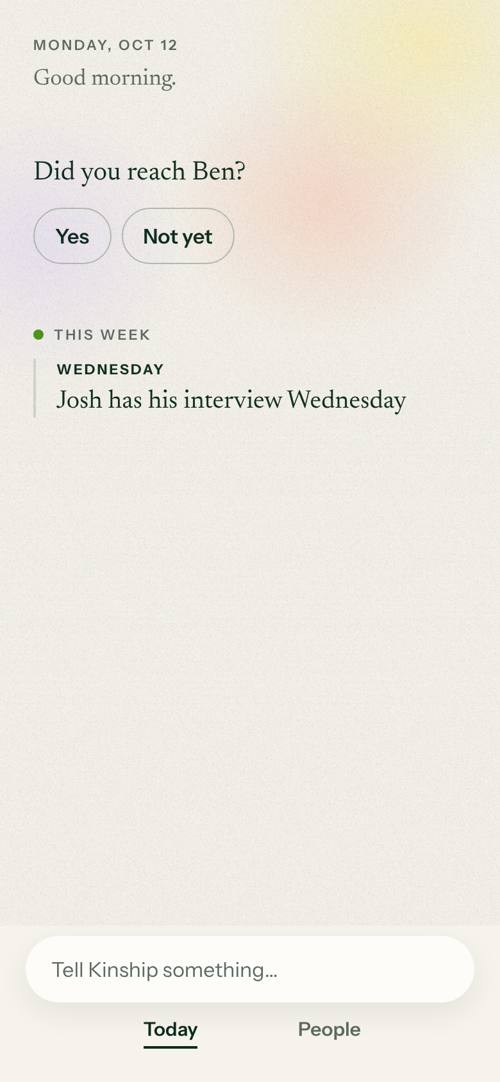 MONDAY, OCT 12
Good morning.
Did you reach Ben?
Yes
Not yet
THIS WEEK
WEDNESDAY
Josh has his interview Wednesday
Tell Kinship something...
Today
People